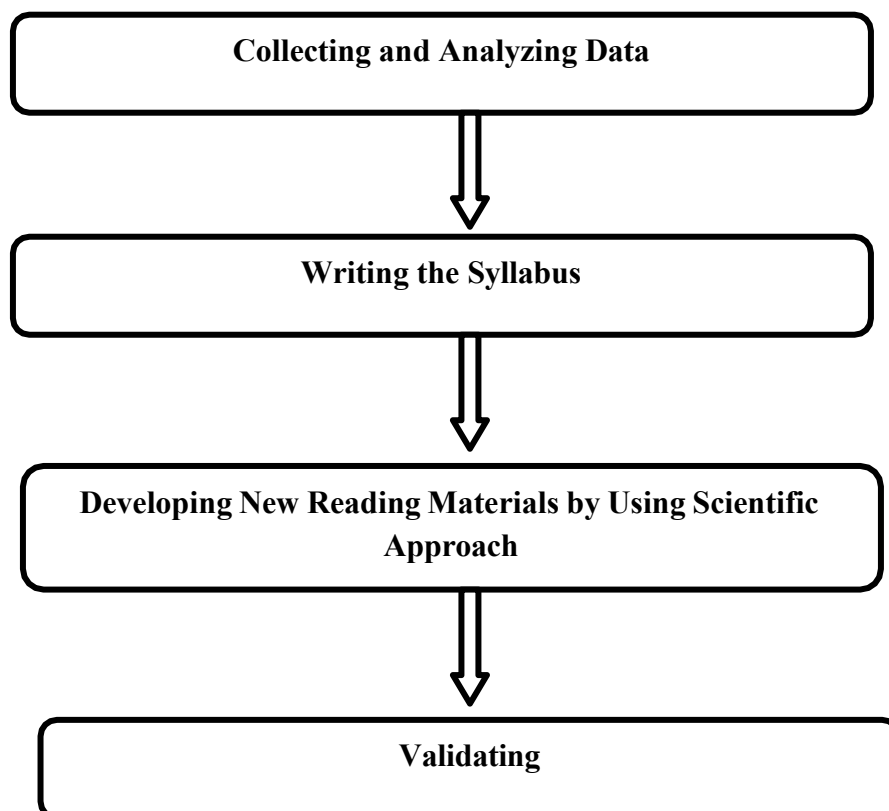 Collecting and Analyzing Data
Writing the Syllabus
Developing New Reading Materials by Using Scientific
Approach
Validating